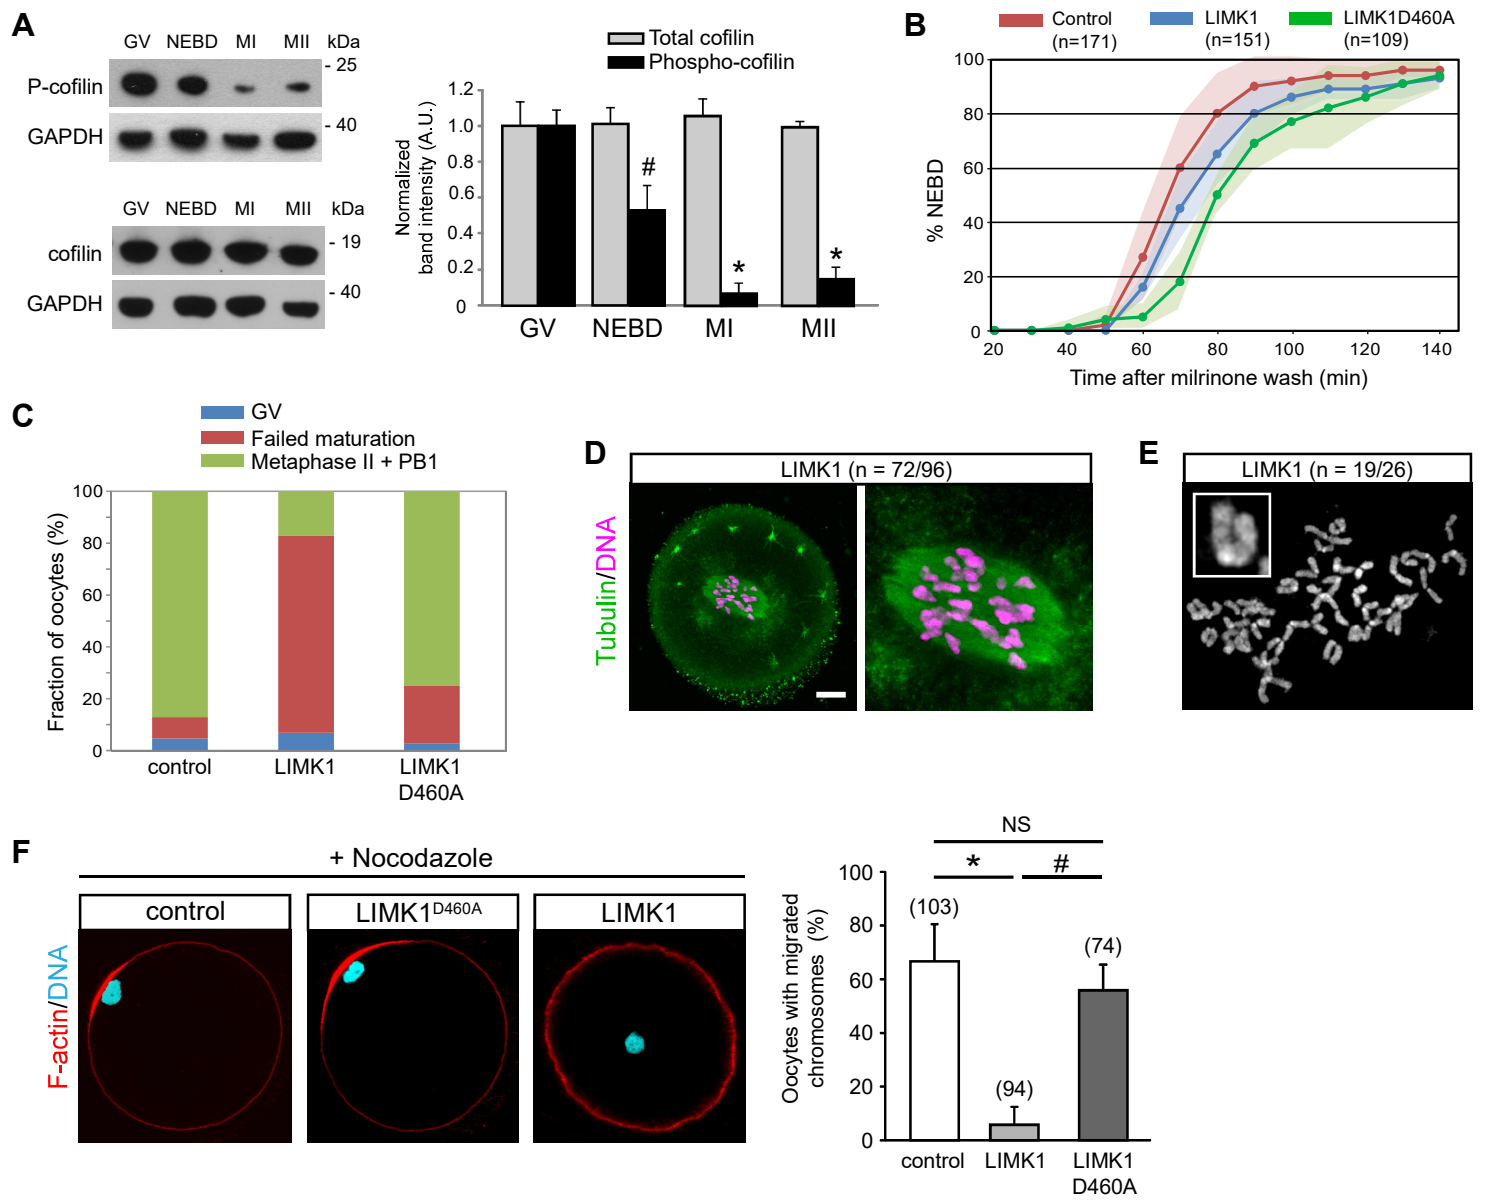 A
GV NEBD MI MII kDa
P-cofilin
- 25
GAPDH
- 40
GV NEBD MI MII kDa
cofilin
- 19
GAPDH
- 40
Total cofilin
Phospho-cofilin
Normalized
band intensity (A.U.)
1.2
1.0
0.8
0.6
0.4
0.2
0
#
*
*
GV NEBD MI MII
B
Control
(n=171)
LIMK1
(n=151)
LIMK1D460A
(n=109)
% NEBD
100
80
60
40
20
0
20 40 60 80 100 120 140
Time after milrinone wash (min)
C
GV
Failed maturation
Metaphase II + PB1
Fraction of oocytes (%)
100
80
60
40
20
0
control LIMK1 LIMK1
D460A
D
LIMK1 (n = 72/96)
Tubulin/DNA
E
LIMK1 (n = 19/26)
F
+ Nocodazole
control LIMK1D460A LIMK1
F-actin/DNA
NS
* #
Oocytes with migrated
chromosomes (%)
100
80
60
40
20
0
(103)
(94)
(74)
control LIMK1 LIMK1
D460A